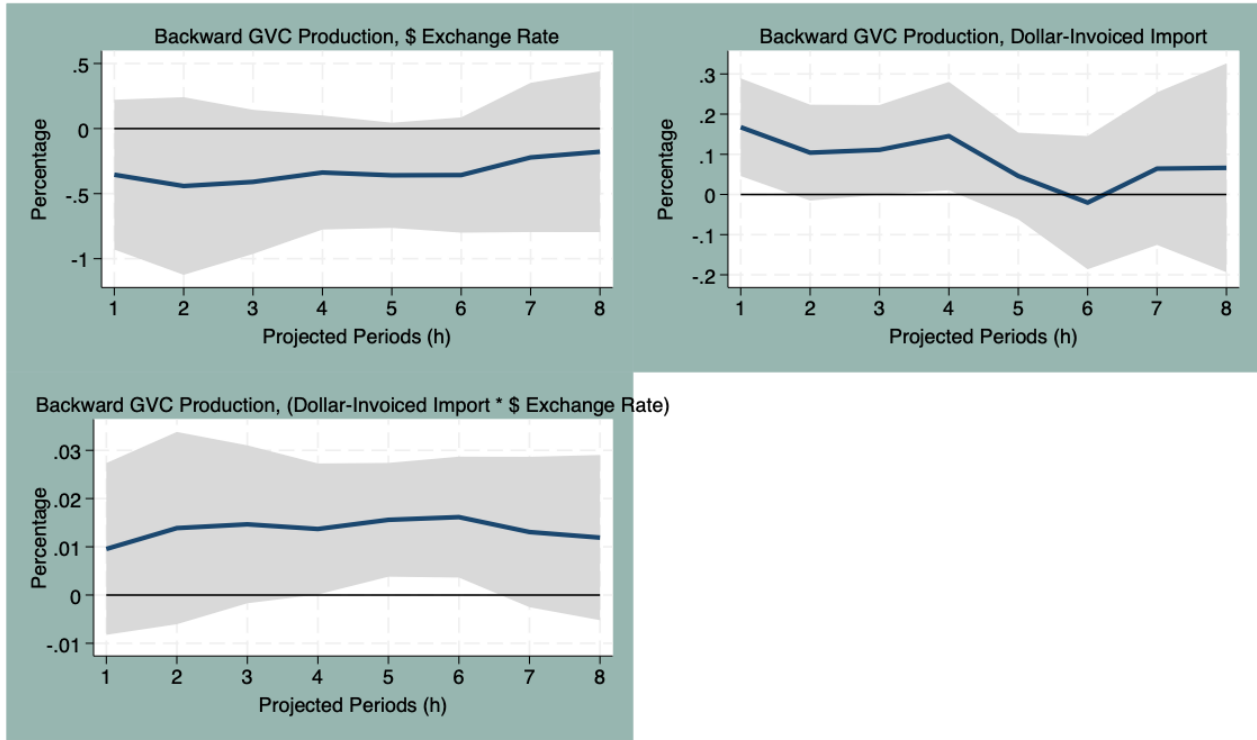 Backward GVC Production, $ Exchange Rate
Percentage
.5
0
-.5
-1
1 2 3 4 5 6 7 8
Projected Periods (h)
Backward GVC Production, Dollar-Invoiced Import
Percentage
.3
.2
.1
0
-.1
-.2
1 2 3 4 5 6 7 8
Projected Periods (h)
Backward GVC Production, (Dollar-Invoiced Import * $ Exchange Rate)
Percentage
.03
.02
.01
0
-.01
1 2 3 4 5 6 7 8
Projected Periods (h)